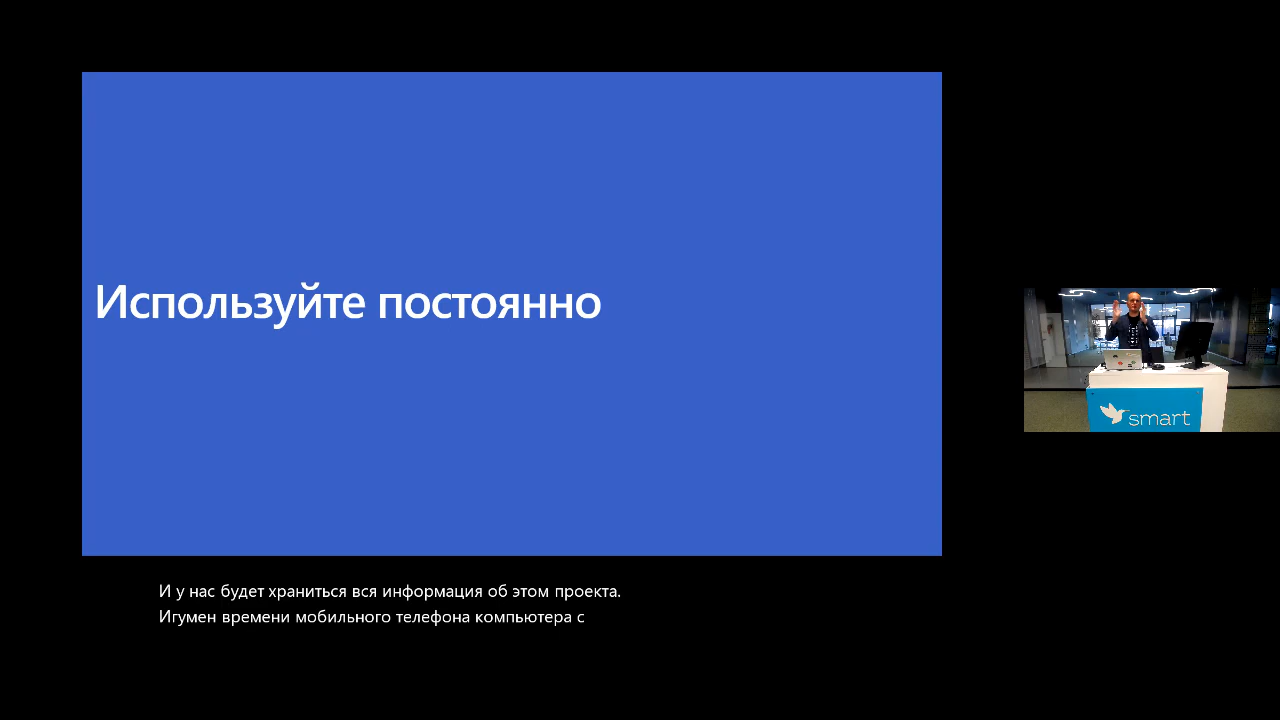 Используйте постоянно
smart
И у нас будет храниться вся информация об этом проекта.
Игумен времени мобильного телефона компьютера с